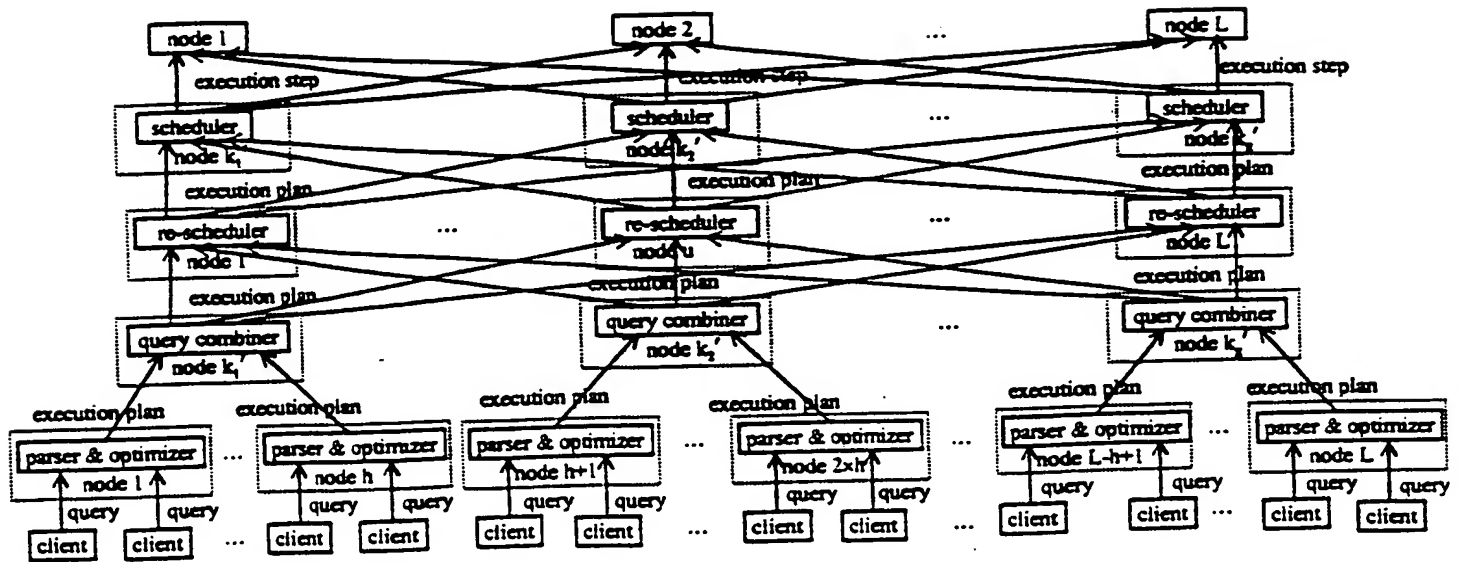 node 1 node 2 ... node L
execution step execution step execution step
scheduler scheduler ... scheduler
node k₁ node k₂′ node kg′
execution plan execution plan execution plan
re-scheduler ... re-scheduler ... re-scheduler
node 1 node u node L
execution plan execution plan execution plan
query combiner query combiner ... query combiner
node k₁′ node k₂′ node kg′
execution plan execution plan execution plan execution plan execution plan execution plan
parser & optimizer ... parser & optimizer parser & optimizer ... parser & optimizer ... parser & optimizer ... parser & optimizer
node 1 node h node h+1 node 2×h node L-h+1 node L
query query query query query query query query query query query query
client client ... client client client client ... client client ... client client ... client client